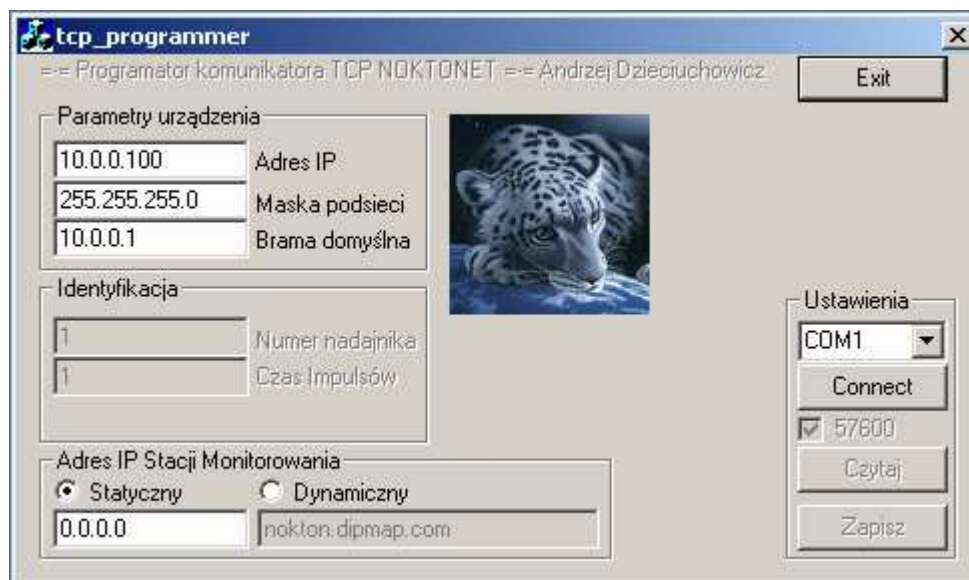 tcp_programmer
=-= Programator komunikatora TCP NOKTONET =-= Andrzej Dzieciuchowicz
Exit
Parametry urządzenia
10.0.0.100 Adres IP
255.255.255.0 Maska podsieci
10.0.0.1 Brama domyślna
Identyfikacja
1 Numer nadajnika
1 Czas Impulsów
Adres IP Stacji Monitorowania
Statyczny Dynamiczny
0.0.0.0 nokton.dipmap.com
Ustawienia
COM1
Connect
57600
Czytaj
Zapisz